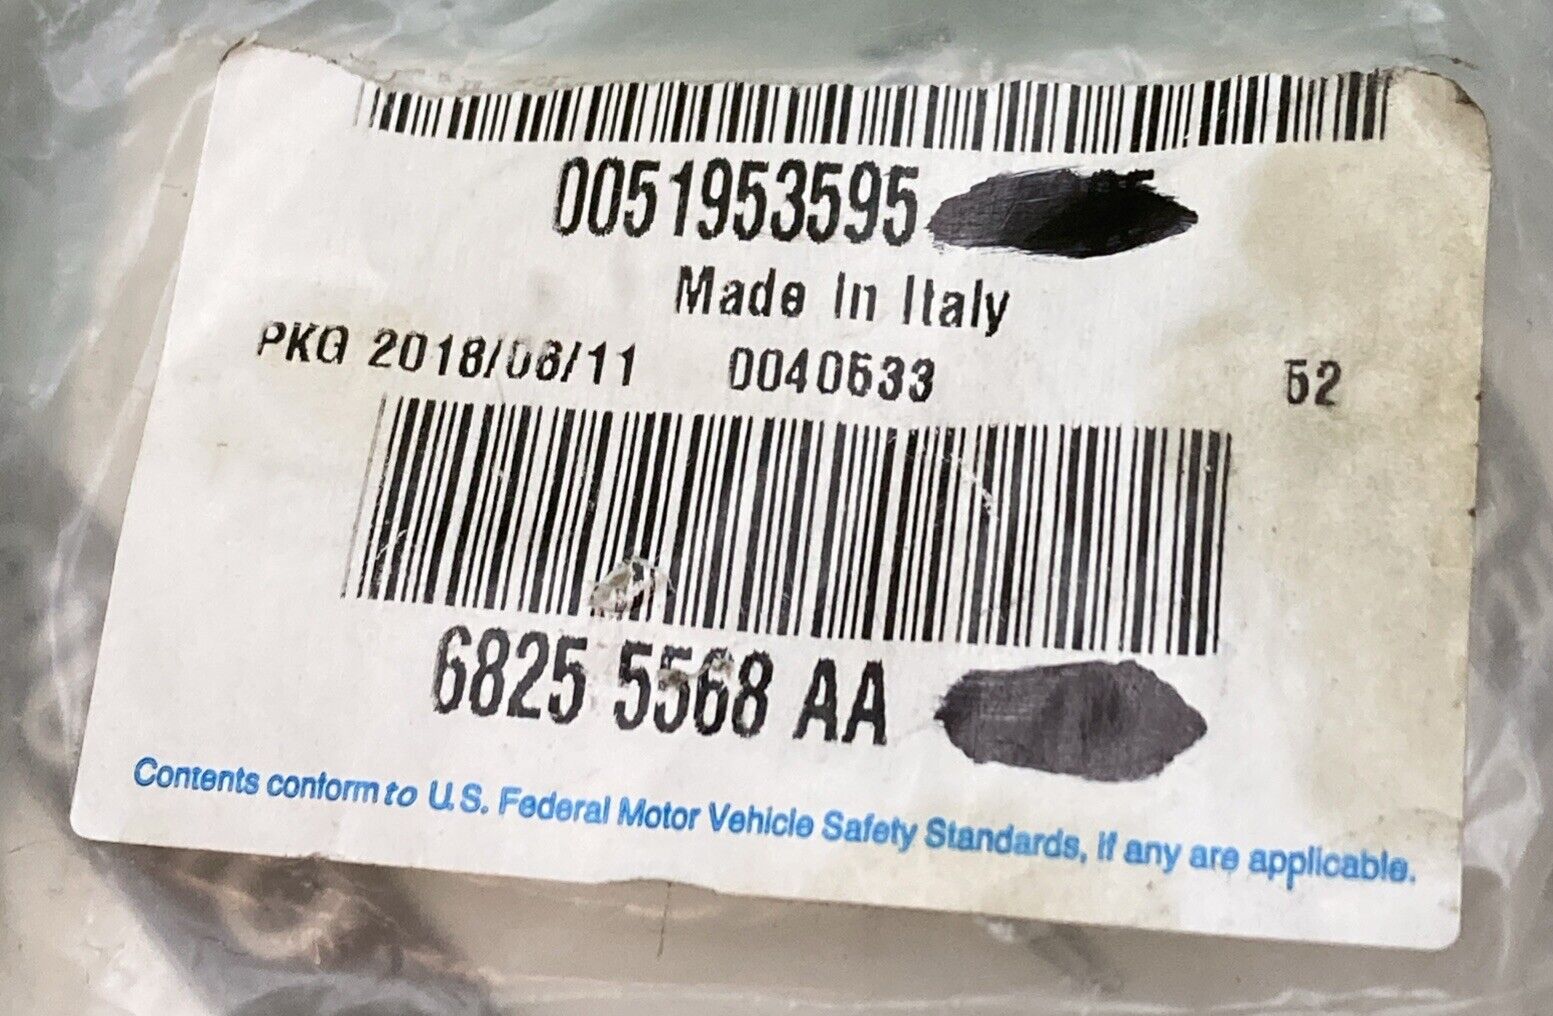 0051953595
Made In Italy
PKG 2018/08/11 0040533 52
6825 5568 AA
Contents conform to U.S. Federal Motor Vehicle Safety Standards, if any are applicable.